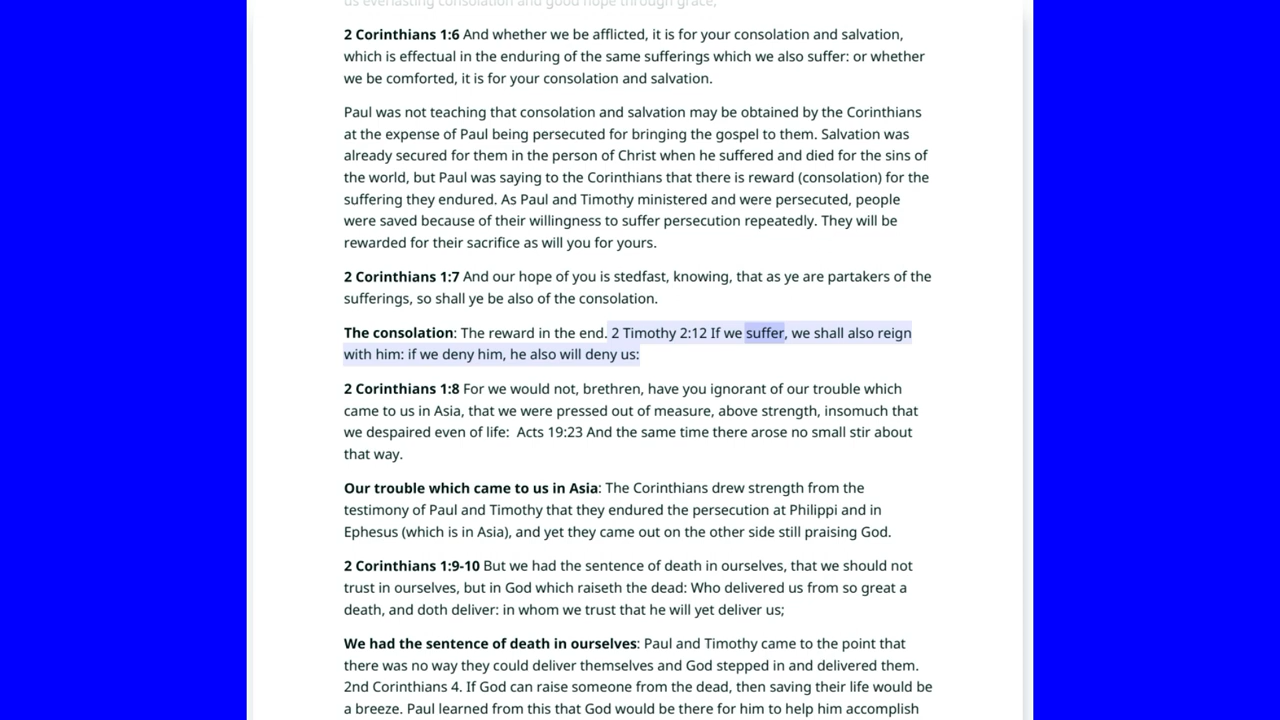 us everlasting consolation and good hope through grace,
2 Corinthians 1:6 And whether we be afflicted, it is for your consolation and salvation,
which is effectual in the enduring of the same sufferings which we also suffer: or whether
we be comforted, it is for your consolation and salvation.
Paul was not teaching that consolation and salvation may be obtained by the Corinthians
at the expense of Paul being persecuted for bringing the gospel to them. Salvation was
already secured for them in the person of Christ when he suffered and died for the sins of
the world, but Paul was saying to the Corinthians that there is reward (consolation) for the
suffering they endured. As Paul and Timothy ministered and were persecuted, people
were saved because of their willingness to suffer persecution repeatedly. They will be
rewarded for their sacrifice as will you for yours.
2 Corinthians 1:7 And our hope of you is stedfast, knowing, that as ye are partakers of the
sufferings, so shall ye be also of the consolation.
The consolation: The reward in the end. 2 Timothy 2:12 If we suffer, we shall also reign
with him: if we deny him, he also will deny us:
2 Corinthians 1:8 For we would not, brethren, have you ignorant of our trouble which
came to us in Asia, that we were pressed out of measure, above strength, insomuch that
we despaired even of life:  Acts 19:23 And the same time there arose no small stir about
that way.
Our trouble which came to us in Asia: The Corinthians drew strength from the
testimony of Paul and Timothy that they endured the persecution at Philippi and in
Ephesus (which is in Asia), and yet they came out on the other side still praising God.
2 Corinthians 1:9-10 But we had the sentence of death in ourselves, that we should not
trust in ourselves, but in God which raiseth the dead: Who delivered us from so great a
death, and doth deliver: in whom we trust that he will yet deliver us;
We had the sentence of death in ourselves: Paul and Timothy came to the point that
there was no way they could deliver themselves and God stepped in and delivered them.
2nd Corinthians 4. If God can raise someone from the dead, then saving their life would be
a breeze. Paul learned from this that God would be there for him to help him accomplish